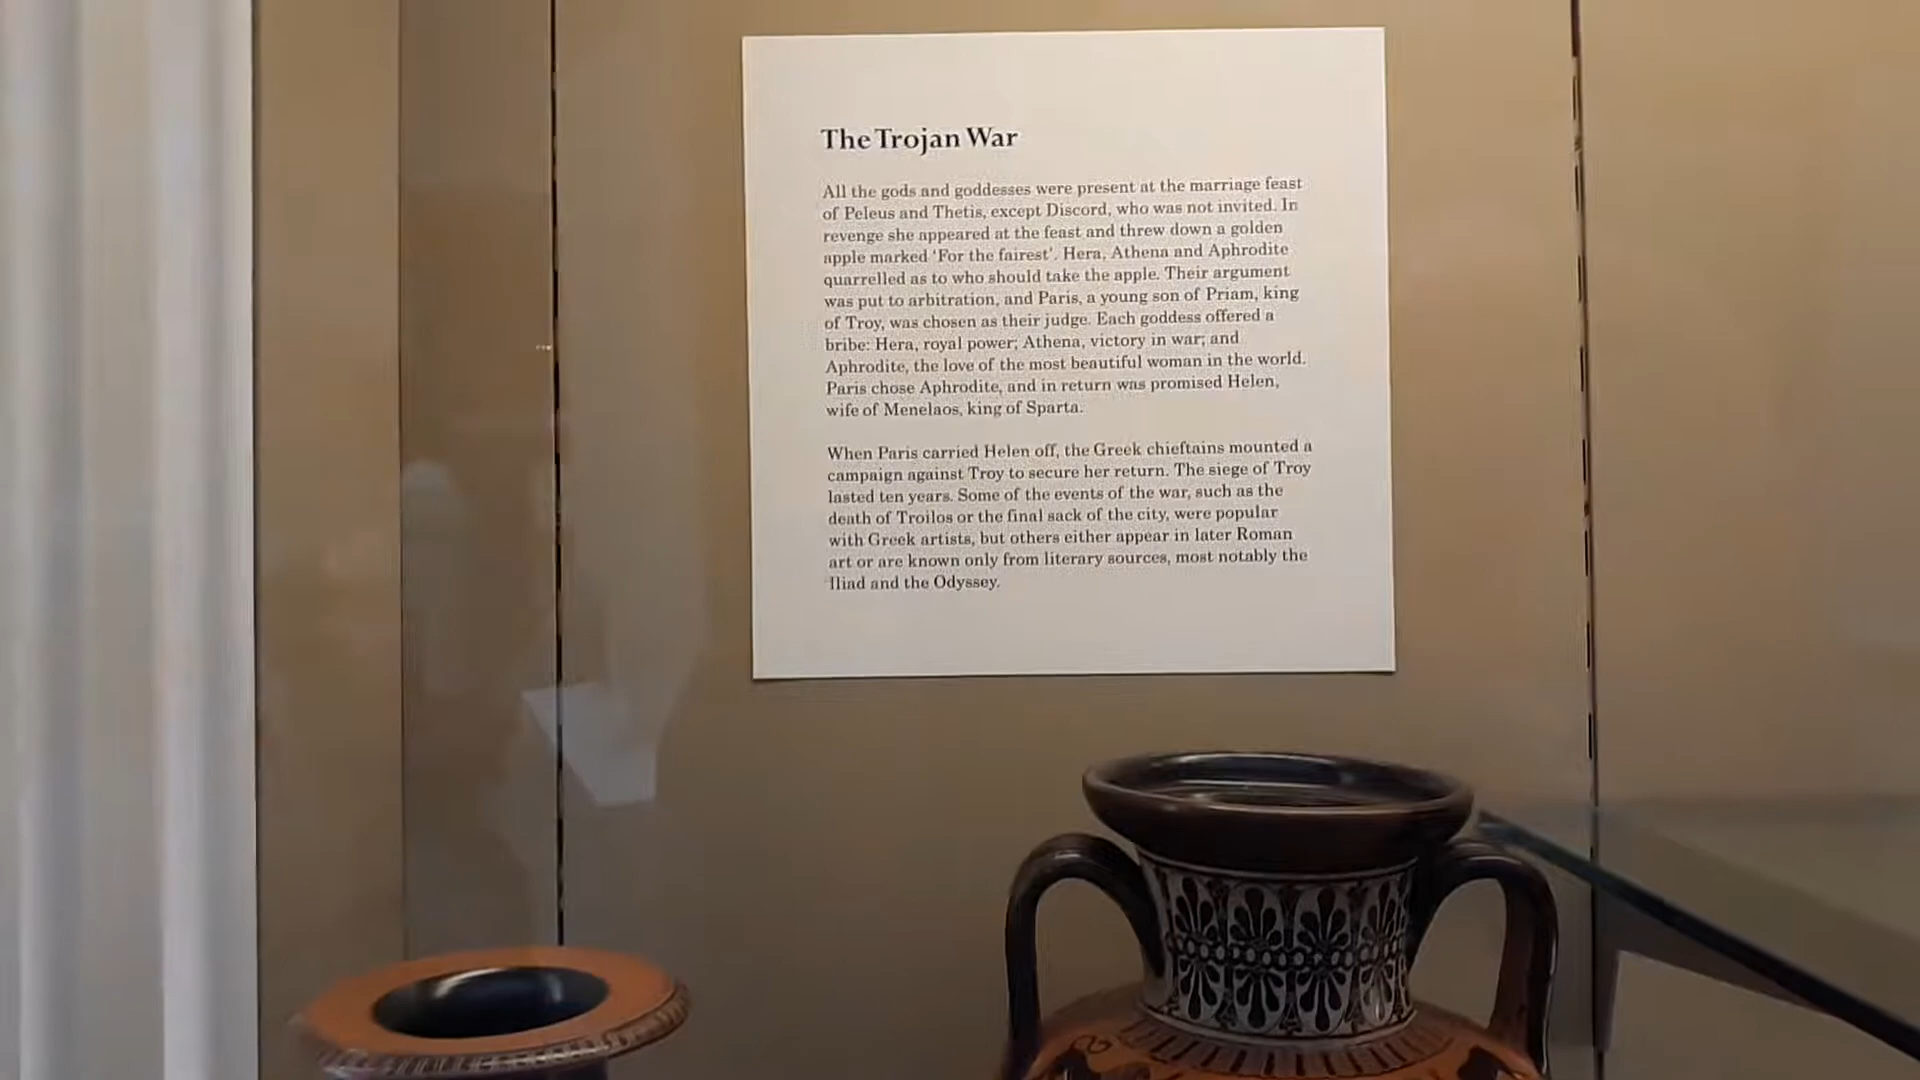 The Trojan War
All the gods and goddesses were present at the marriage feast
of Peleus and Thetis, except Discord, who was not invited. In
revenge she appeared at the feast and threw down a golden
apple marked ‘For the fairest’. Hera, Athena and Aphrodite
quarrelled as to who should take the apple. Their argument
was put to arbitration, and Paris, a young son of Priam, king
of Troy, was chosen as their judge. Each goddess offered a
bribe: Hera, royal power; Athena, victory in war; and
Aphrodite, the love of the most beautiful woman in the world.
Paris chose Aphrodite, and in return was promised Helen,
wife of Menelaos, king of Sparta.
When Paris carried Helen off, the Greek chieftains mounted a
campaign against Troy to secure her return. The siege of Troy
lasted ten years. Some of the events of the war, such as the
death of Troilos or the final sack of the city, were popular
with Greek artists, but others either appear in later Roman
art or are known only from literary sources, most notably the
Iliad and the Odyssey.